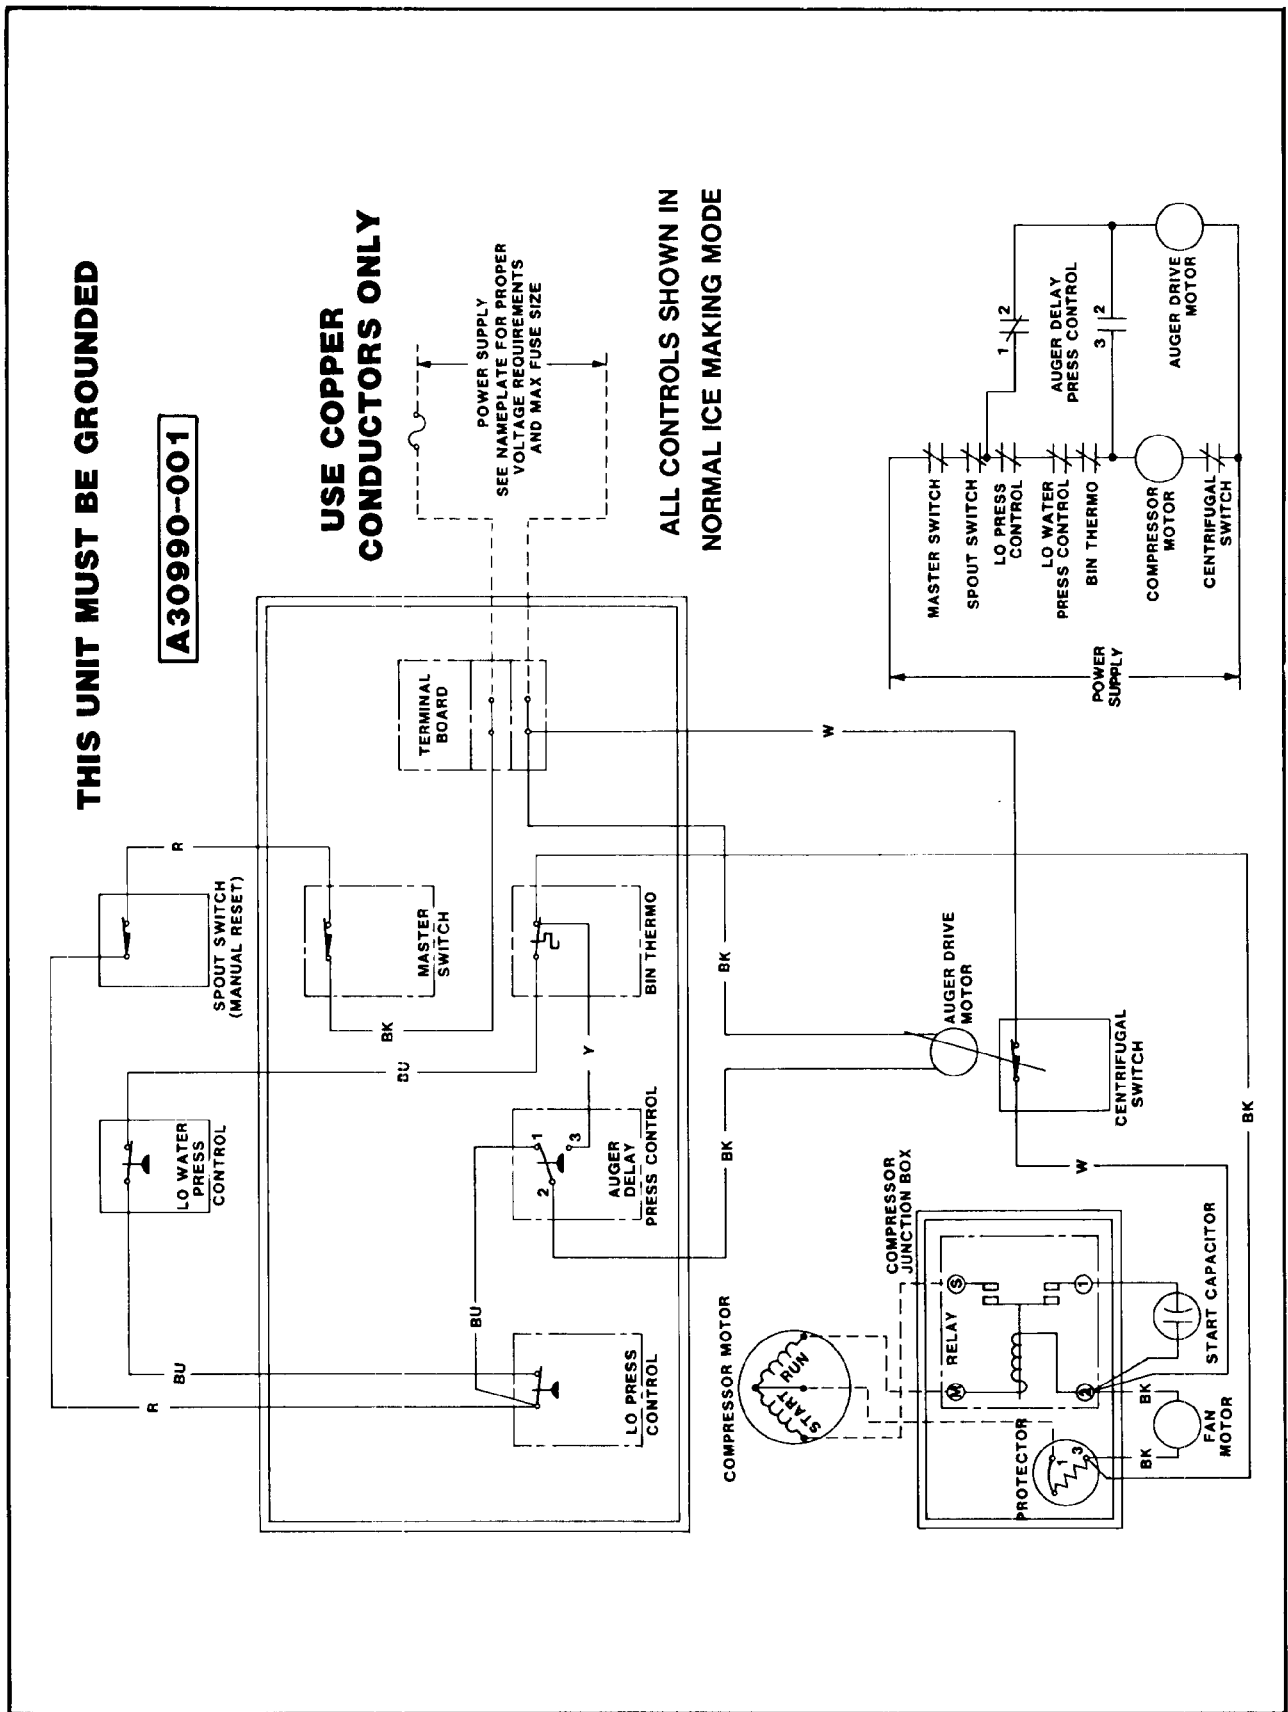 THIS UNIT MUST BE GROUNDED
A30990-001
USE COPPER
CONDUCTORS ONLY
POWER SUPPLY
SEE NAMEPLATE FOR PROPER
VOLTAGE REQUIREMENTS
AND MAX FUSE SIZE
ALL CONTROLS SHOWN IN
NORMAL ICE MAKING MODE
SPOUT SWITCH
(MANUAL RESET)
R
R
LO WATER
PRESS
CONTROL
BU
BU
MASTER
SWITCH
BK
TERMINAL
BOARD
BIN THERMO
Y
1
2
3
AUGER
DELAY
PRESS CONTROL
BU
LO PRESS
CONTROL
W
BK
BK
AUGER DRIVE
MOTOR
CENTRIFUGAL
SWITCH
W
BK
COMPRESSOR MOTOR
START
RUN
COMPRESSOR
JUNCTION BOX
RELAY
S
M
1
2
PROTECTOR
1
3
START CAPACITOR
BK
BK
FAN
MOTOR
POWER
SUPPLY
MASTER SWITCH
SPOUT SWITCH
LO PRESS
CONTROL
LO WATER
PRESS CONTROL
BIN THERMO
COMPRESSOR
MOTOR
CENTRIFUGAL
SWITCH
1
2
AUGER DELAY
PRESS CONTROL
3
2
AUGER DRIVE
MOTOR